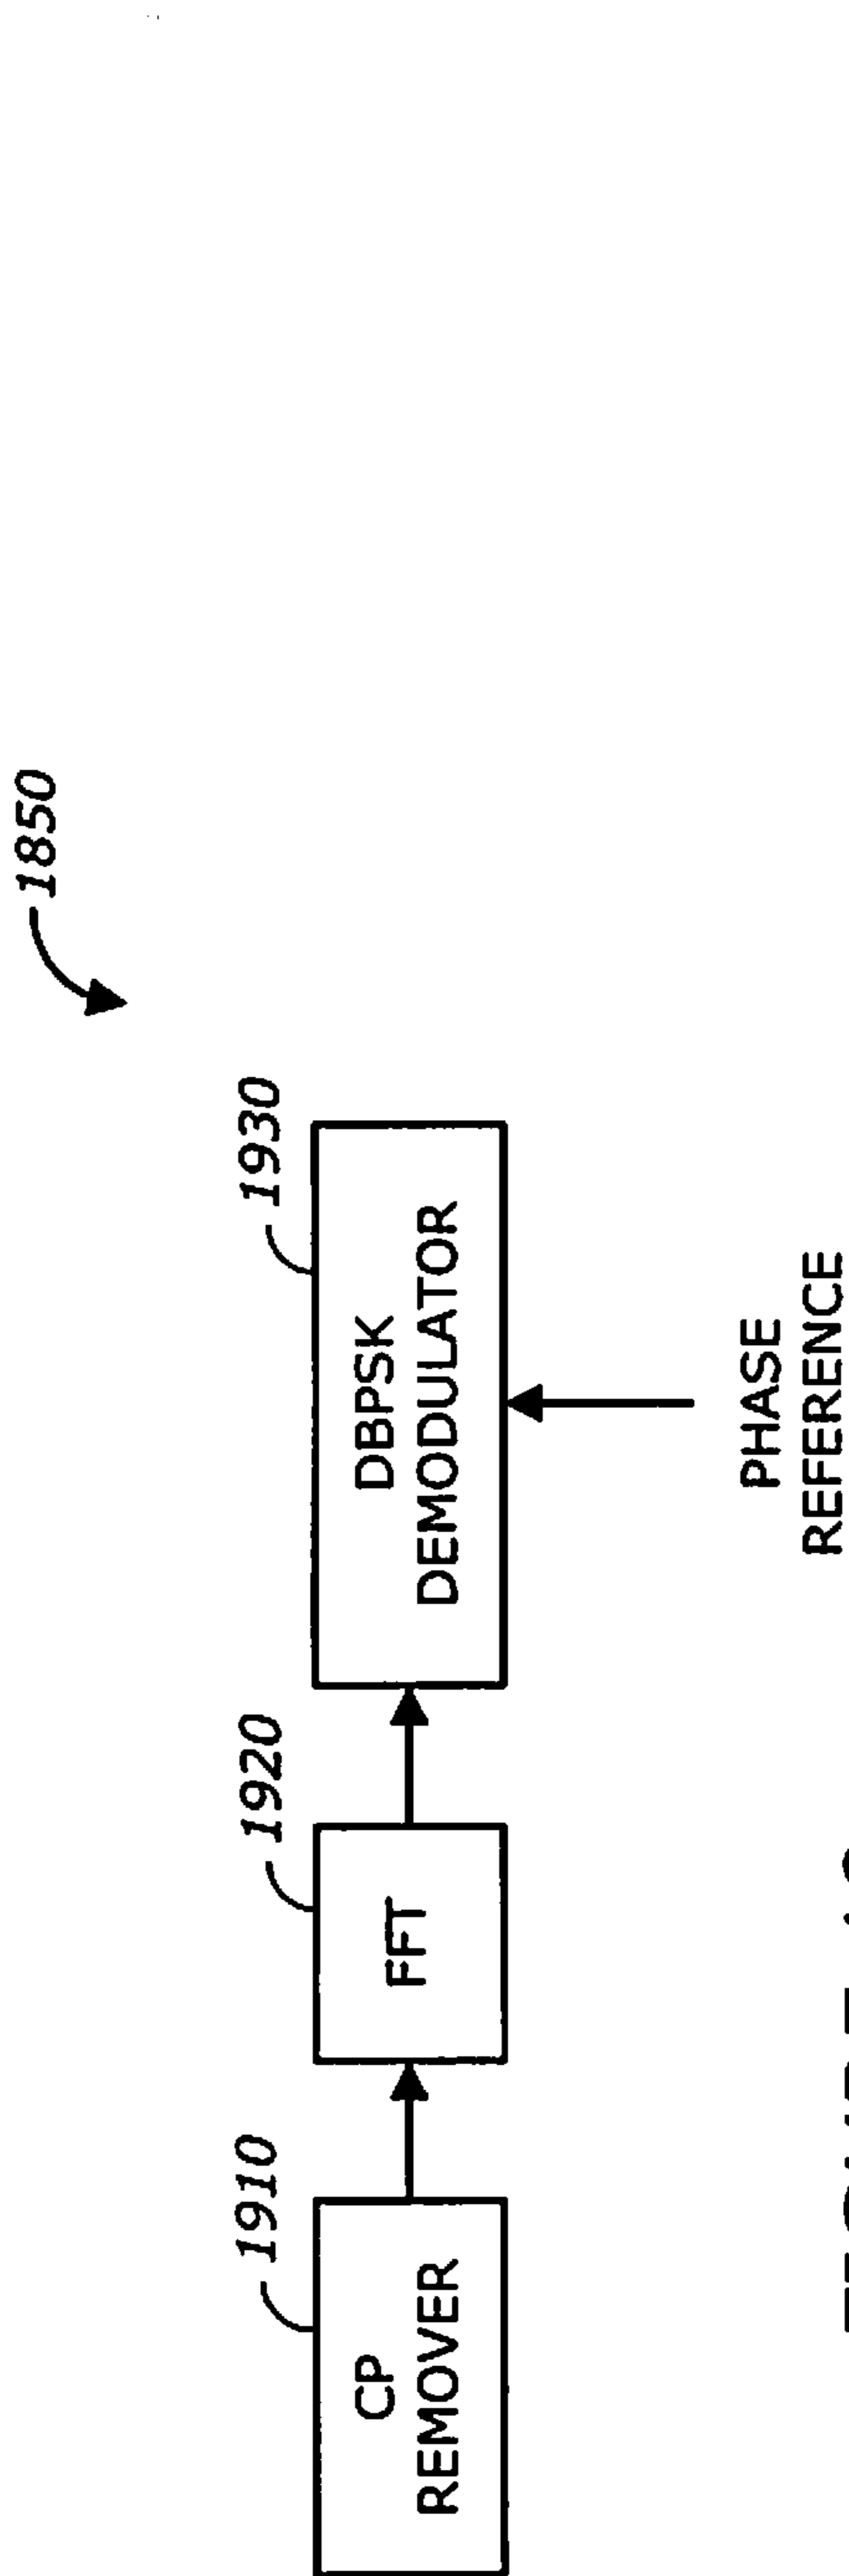 1850
1910
CP
REMOVER
1920
FFT
1930
DBPSK
DEMODULATOR
PHASE
REFERENCE